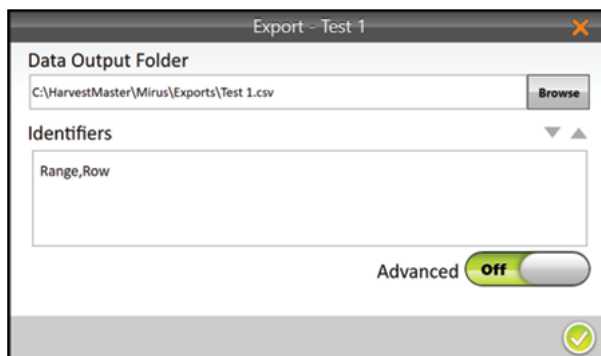 Export - Test 1
Data Output Folder
C:\HarvestMaster\Mirus\Exports\Test 1.csv
Browse
Identifiers
Range,Row
Advanced
Off